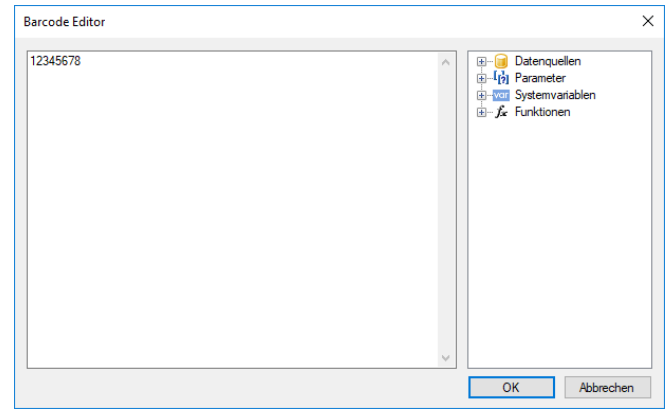 Barcode Editor
12345678
Datenquellen
[?] Parameter
var Systemvariablen
fx Funktionen
OK
Abbrechen